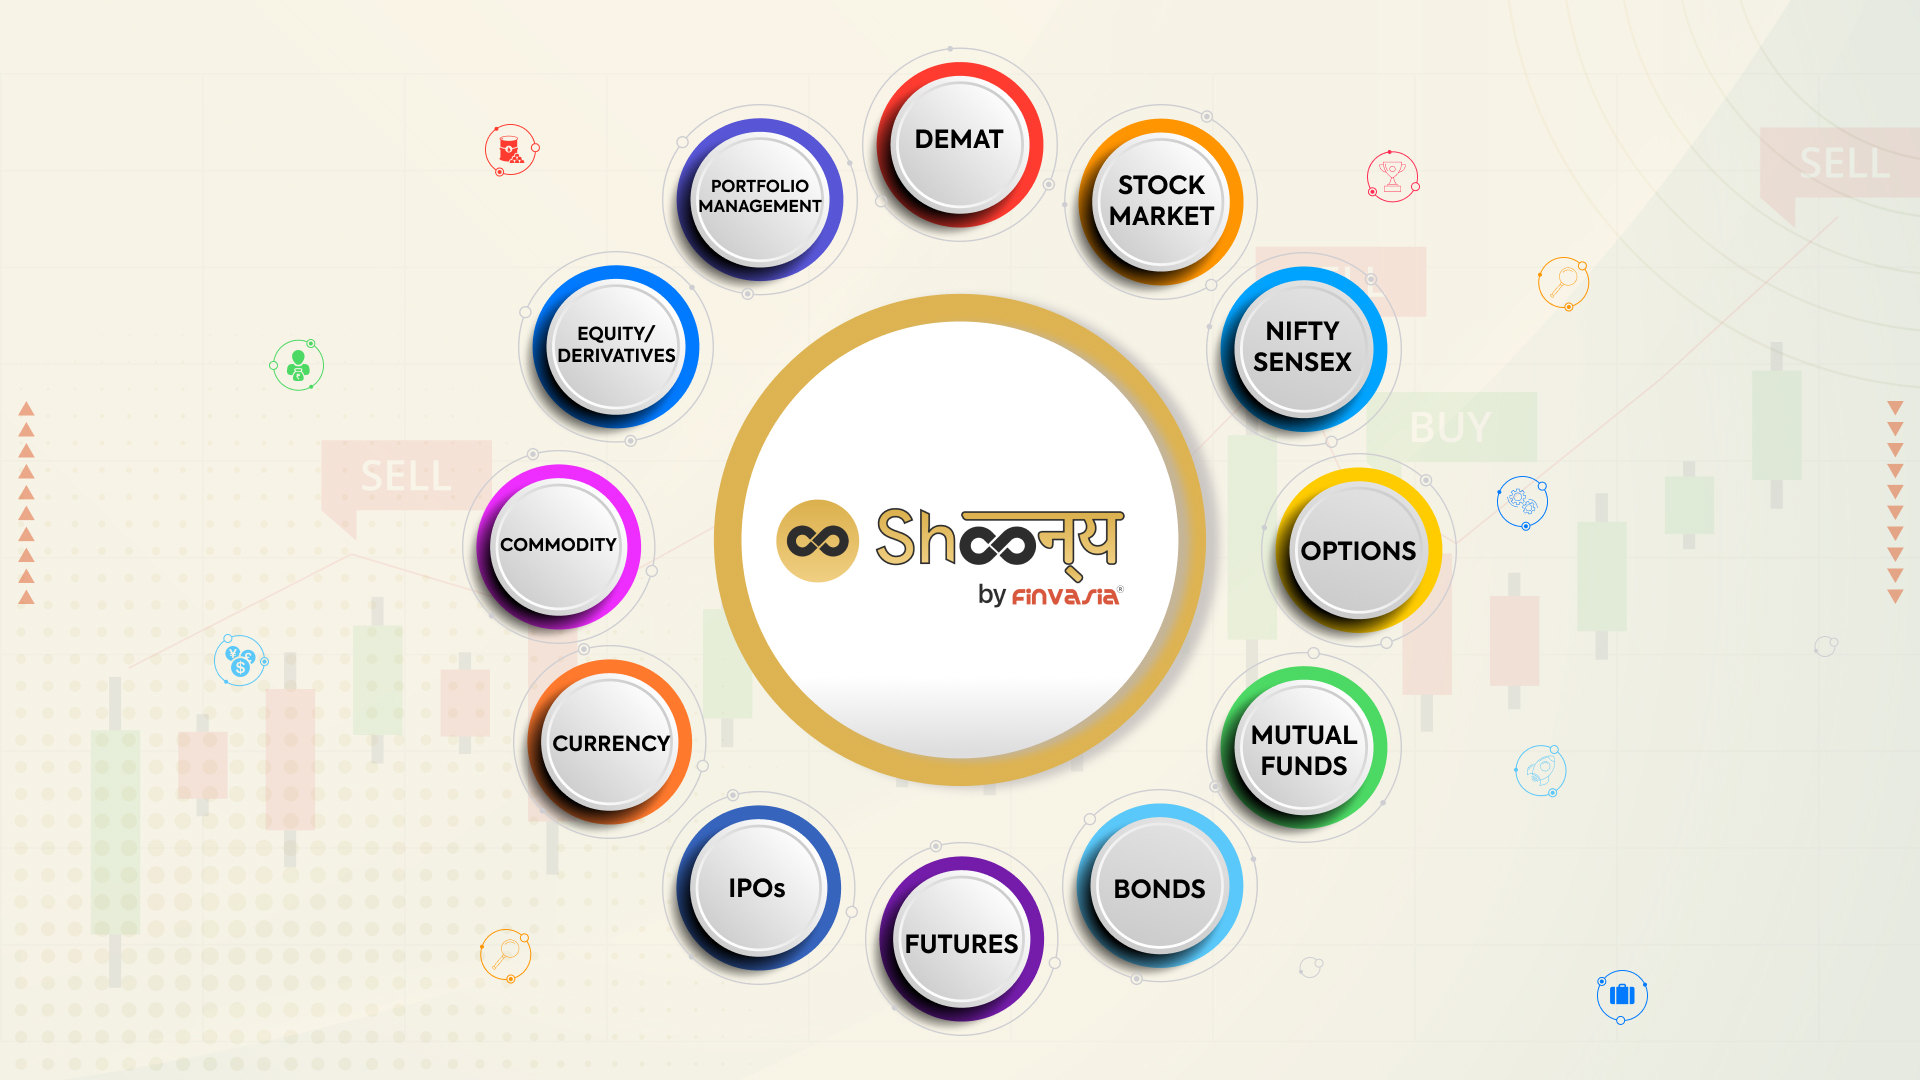 DEMAT
STOCK
MARKET
NIFTY
SENSEX
OPTIONS
MUTUAL
FUNDS
BONDS
FUTURES
IPOs
CURRENCY
COMMODITY
EQUITY/
DERIVATIVES
PORTFOLIO
MANAGEMENT
Shooन्य
by FINVASIA®
SELL
SELL
BUY